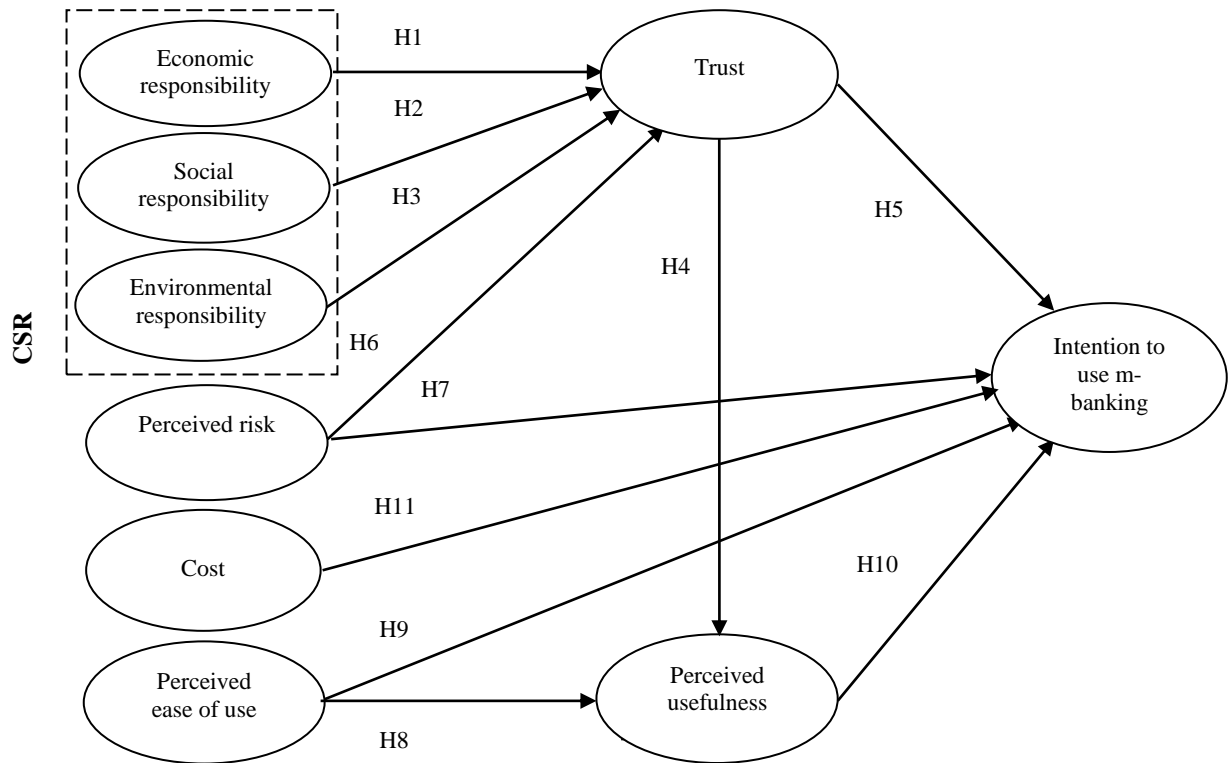 Economic
responsibility
H1
Trust
H2
Social
responsibility
H3
H5
H4
Environmental
responsibility
CSR
H6
Intention to
use m-
banking
H7
Perceived risk
H11
Cost
H10
H9
Perceived
ease of use
Perceived
usefulness
H8